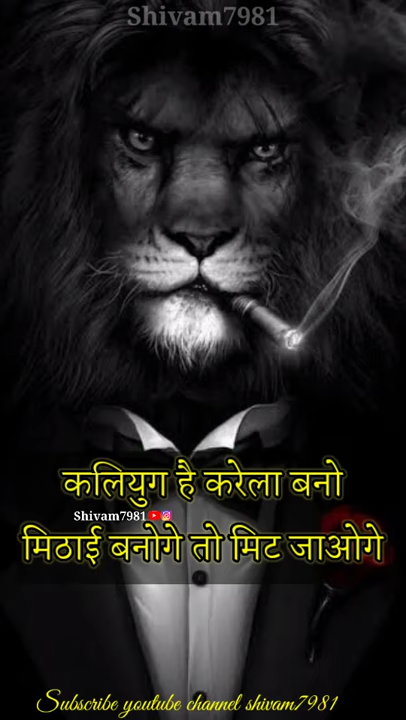 Shivam7981
कलियुग है करेला बनो
Shivam7981
मिठाई बनोगे तो मिट जाओगे
Subscribe youtube channel shivam7981